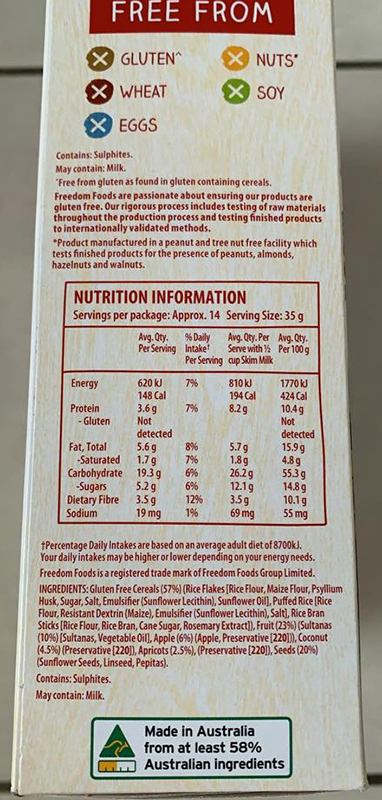 FREE FROM
GLUTEN^ NUTS*
WHEAT SOY
EGGS
Contains: Sulphites.
May contain: Milk.
^Free from gluten as found in gluten containing cereals.
Freedom Foods are passionate about ensuring our products are
gluten free. Our rigorous process includes testing of raw materials
throughout the production process and testing finished products
to internationally validated methods.
*Product manufactured in a peanut and tree nut free facility which
tests finished products for the presence of peanuts, almonds,
hazelnuts and walnuts.
NUTRITION INFORMATION
Servings per package: Approx. 14 Serving Size: 35 g
Avg. Qty. % Daily Avg. Qty. Per Avg. Qty.
Per Serving Intake† Serve with ½ Per 100 g
Per Serving cup Skim Milk
Energy 620 kJ 7% 810 kJ 1770 kJ
148 Cal 194 Cal 424 Cal
Protein 3.6 g 7% 8.2 g 10.4 g
- Gluten Not Not
detected detected
Fat, Total 5.6 g 8% 5.7 g 15.9 g
-Saturated 1.7 g 7% 1.8 g 4.8 g
Carbohydrate 19.3 g 6% 26.2 g 55.3 g
-Sugars 5.2 g 6% 12.1 g 14.8 g
Dietary Fibre 3.5 g 12% 3.5 g 10.1 g
Sodium 19 mg 1% 69 mg 55 mg
†Percentage Daily Intakes are based on an average adult diet of 8700kJ.
Your daily intakes may be higher or lower depending on your energy needs.
Freedom Foods is a registered trade mark of Freedom Foods Group Limited.
INGREDIENTS: Gluten Free Cereals (57%) (Rice Flakes [Rice Flour, Maize Flour, Psyllium
Husk, Sugar, Salt, Emulsifier (Sunflower Lecithin), Sunflower Oil], Puffed Rice [Rice
Flour, Resistant Dextrin (Maize), Emulsifier (Sunflower Lecithin), Salt], Rice Bran
Sticks [Rice Flour, Rice Bran, Cane Sugar, Rosemary Extract]), Fruit (23%) (Sultanas
(10%) [Sultanas, Vegetable Oil], Apple (6%) (Apple, Preservative [220])), Coconut
(4.5%) (Preservative [220]), Apricots (2.5%), (Preservative [220]), Seeds (20%)
(Sunflower Seeds, Linseed, Pepitas).
Contains: Sulphites.
May contain: Milk.
Made in Australia
from at least 58%
Australian ingredients